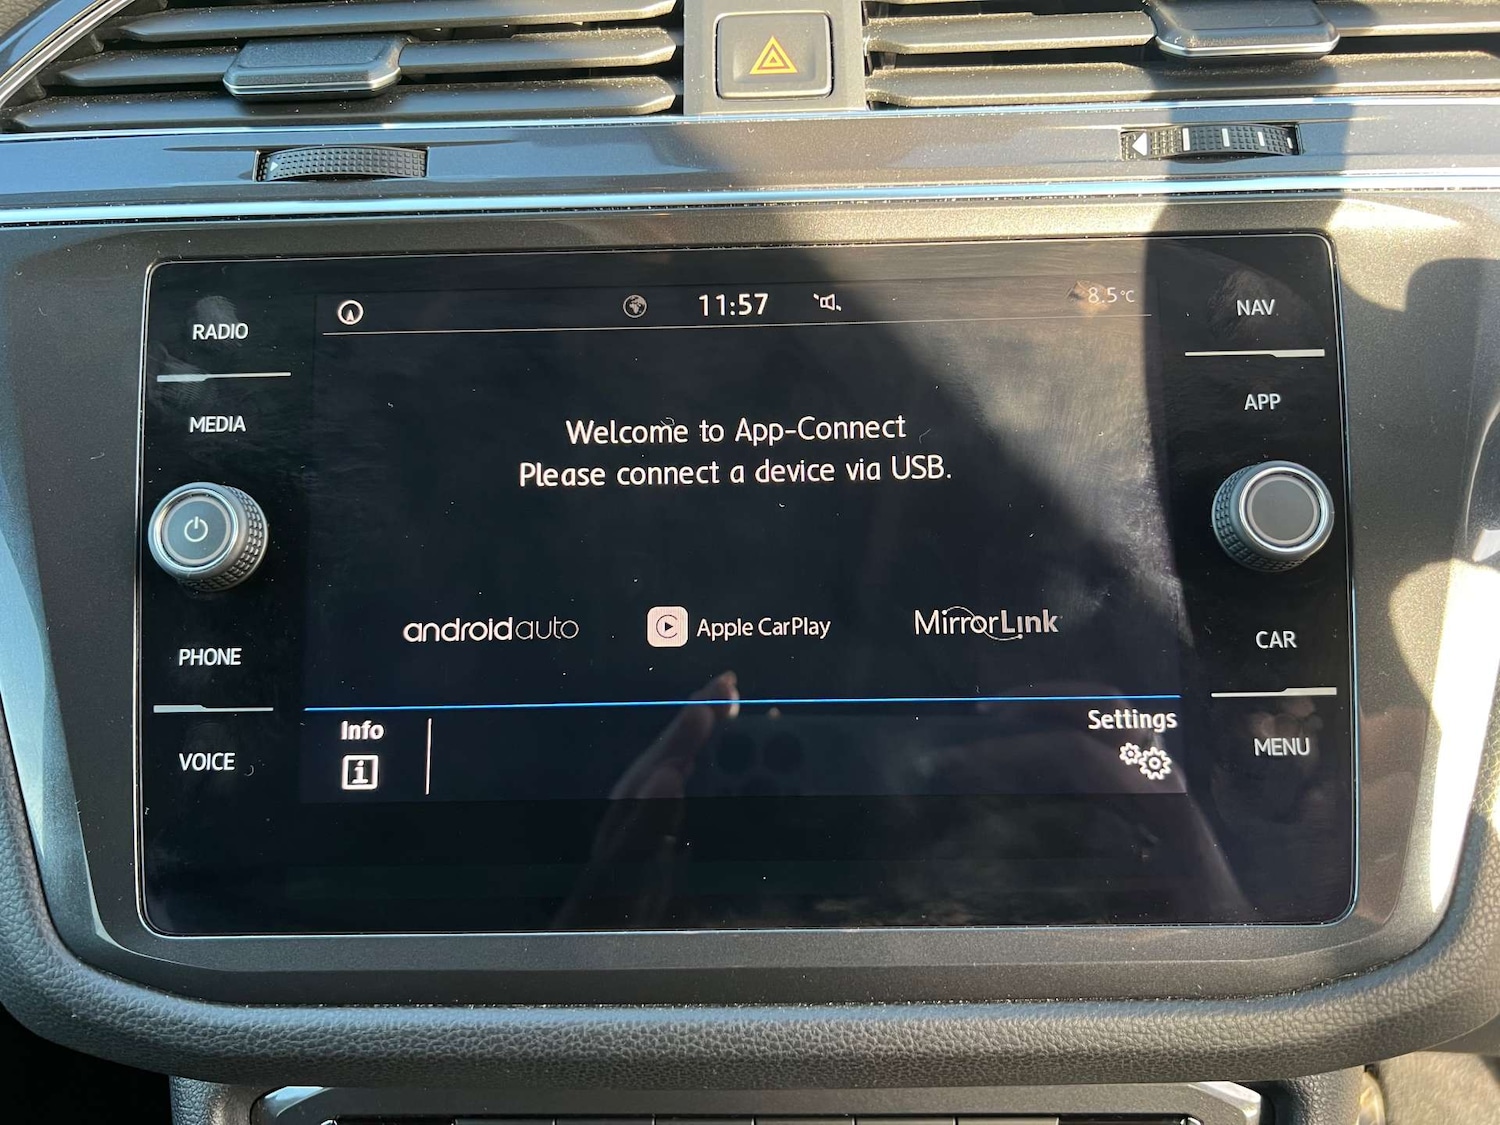 11:57
8.5°C
RADIO
MEDIA
PHONE
VOICE
Welcome to App-Connect
Please connect a device via USB.
androidauto
Apple CarPlay
MirrorLink
Info
Settings
NAV
APP
CAR
MENU